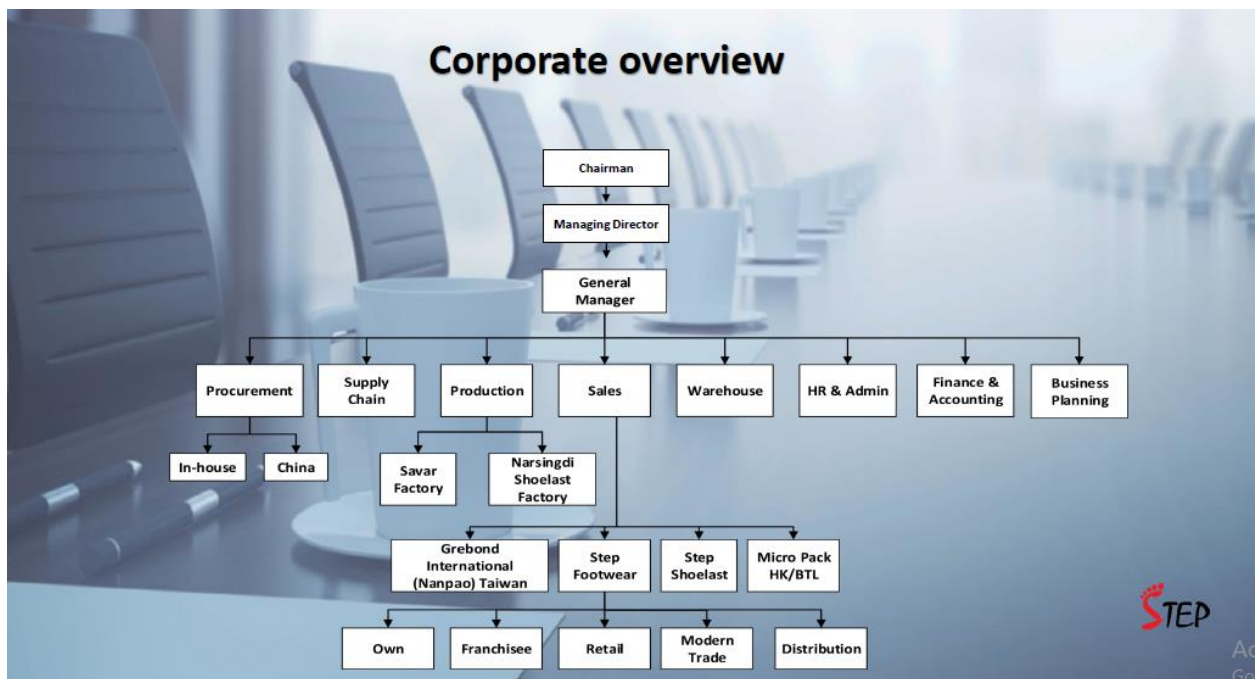 Corporate overview
Chairman
Managing Director
General
Manager
Procurement
Supply
Chain
Production
Sales
Warehouse
HR & Admin
Finance &
Accounting
Business
Planning
In-house
China
Savar
Factory
Narsingdi
Shoelast
Factory
Grebond
International
(Nanpao) Taiwan
Step
Footwear
Step
Shoelast
Micro Pack
HK/BTL
Own
Franchisee
Retail
Modern
Trade
Distribution
STEP